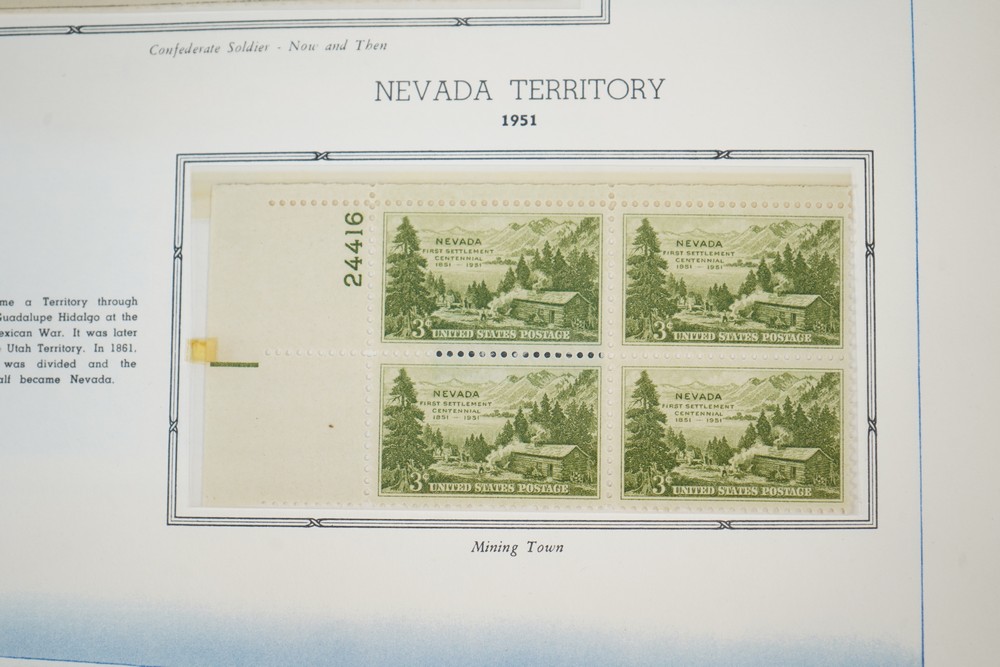 Confederate Soldier - Now and Then
NEVADA TERRITORY
1951
me a Territory through
Guadalupe Hidalgo at the
exican War. It was later
Utah Territory. In 1861,
was divided and the
alf became Nevada.
24416
NEVADA
FIRST SETTLEMENT
CENTENNIAL
1851 — 1951
3¢ UNITED STATES POSTAGE
NEVADA
FIRST SETTLEMENT
CENTENNIAL
1851 — 1951
3¢ UNITED STATES POSTAGE
NEVADA
FIRST SETTLEMENT
CENTENNIAL
1851 — 1951
3¢ UNITED STATES POSTAGE
NEVADA
FIRST SETTLEMENT
CENTENNIAL
1851 — 1951
3¢ UNITED STATES POSTAGE
Mining Town